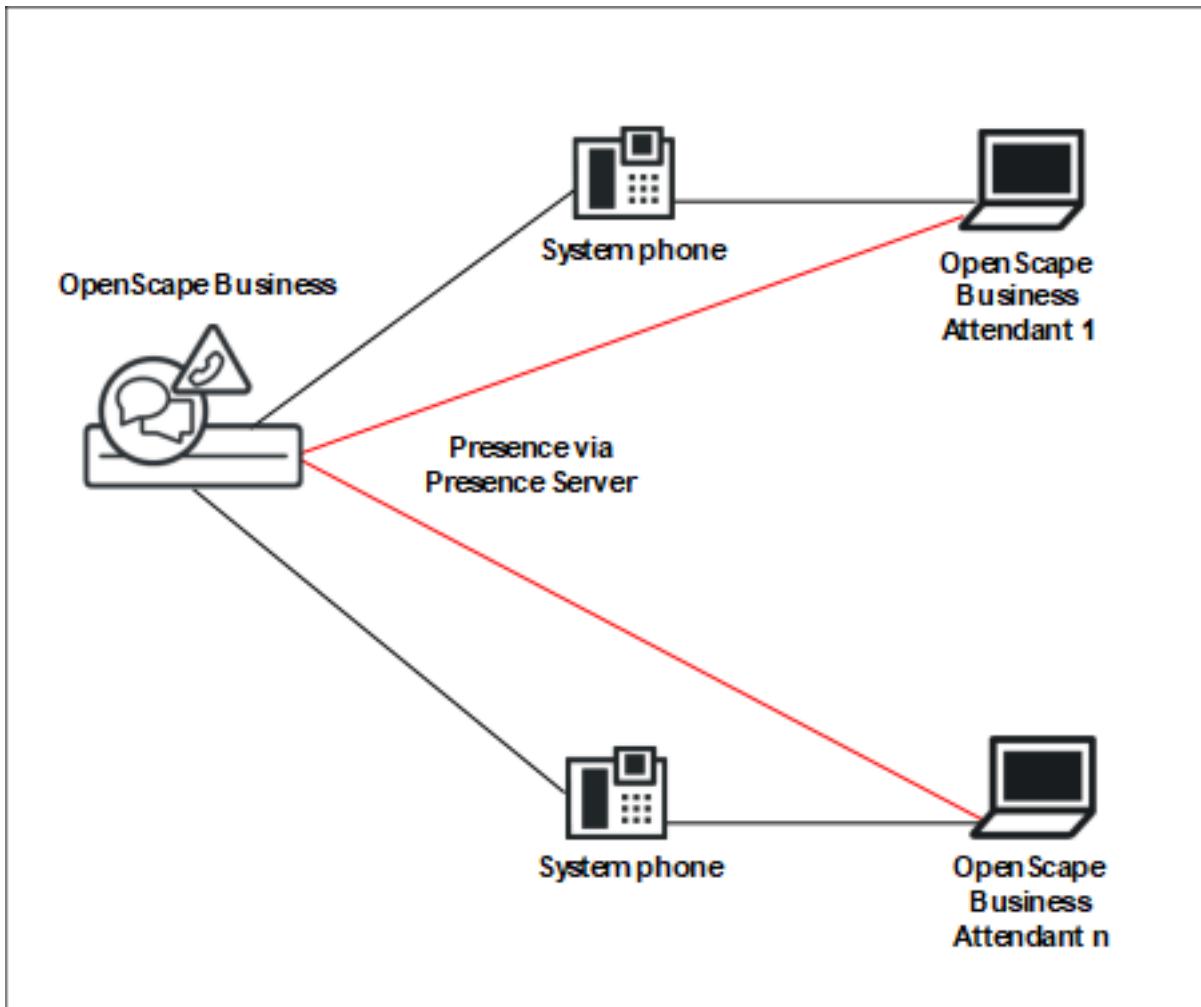 System phone
OpenScape
Business
Attendant 1
OpenScape Business
Presence via
Presence Server
System phone
OpenScape
Business
Attendant n